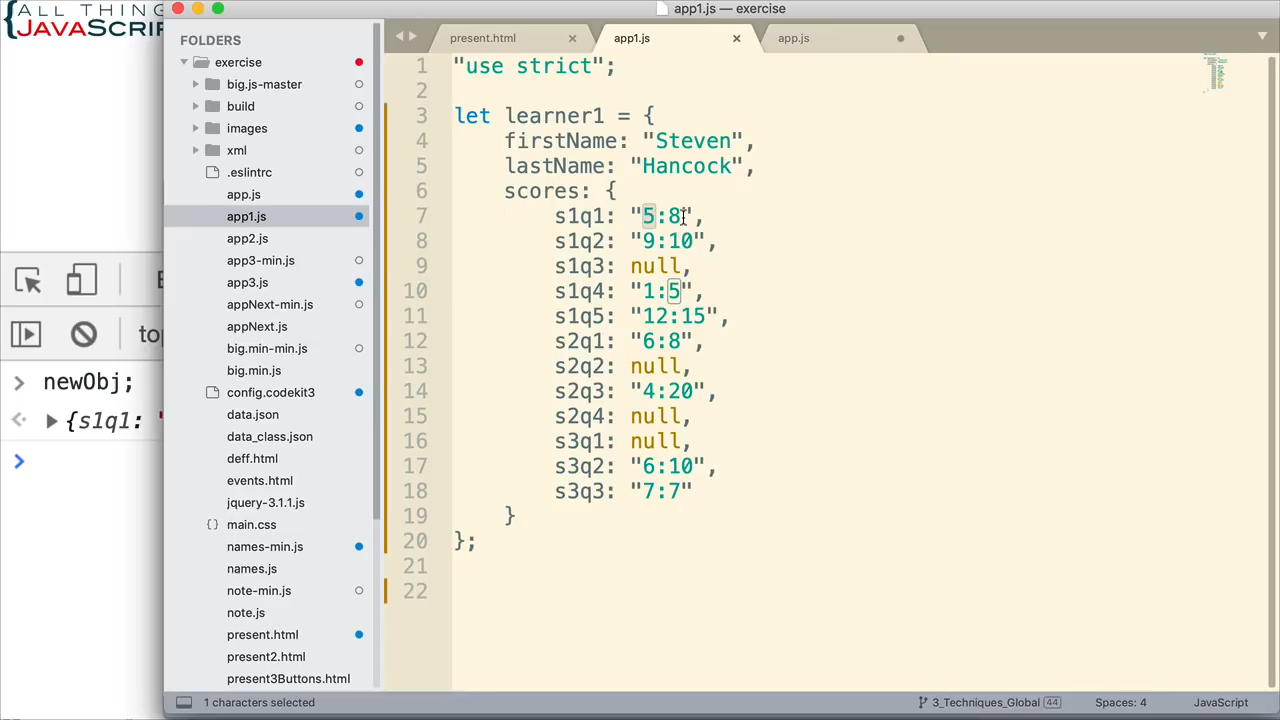 {ALL THIN
JAVASCRIP
app1.js — exercise
present.html
app1.js
app.js
FOLDERS
exercise
big.js-master
build
images
xml
.eslintrc
app.js
app1.js
app2.js
app3-min.js
app3.js
appNext-min.js
appNext.js
big.min-min.js
big.min.js
config.codekit3
data.json
data_class.json
deff.html
events.html
jquery-3.1.1.js
main.css
names-min.js
names.js
note-min.js
note.js
present.html
present2.html
present3Buttons.html
1 "use strict";
2
3 let learner1 = {
4 firstName: "Steven",
5 lastName: "Hancock",
6 scores: {
7 s1q1: "5:8",
8 s1q2: "9:10",
9 s1q3: null,
10 s1q4: "1:5",
11 s1q5: "12:15",
12 s2q1: "6:8",
13 s2q2: null,
14 s2q3: "4:20",
15 s2q4: null,
16 s3q1: null,
17 s3q2: "6:10",
18 s3q3: "7:7"
19 }
20 };
21
22
top
> newObj;
{s1q1: "
1 characters selected
3_Techniques_Global 44
Spaces: 4
JavaScript